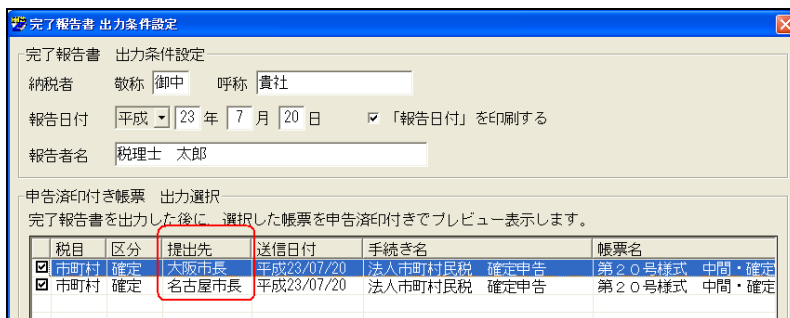 完了報告書 出力条件設定
完了報告書 出力条件設定
納税者 敬称 御中 呼称 貴社
報告日付 平成 23 年 7 月 20 日 「報告日付」を印刷する
報告者名 税理士 太郎
申告済印付き帳票 出力選択
完了報告書を出力した後に、選択した帳票を申告済印付きでプレビュー表示します。
税目 区分 提出先 送信日付 手続き名 帳票名
市町村 確定 大阪市長 平成23/07/20 法人市町村民税 確定申告 第20号様式 中間・確定
市町村 確定 名古屋市長 平成23/07/20 法人市町村民税 確定申告 第20号様式 中間・確定